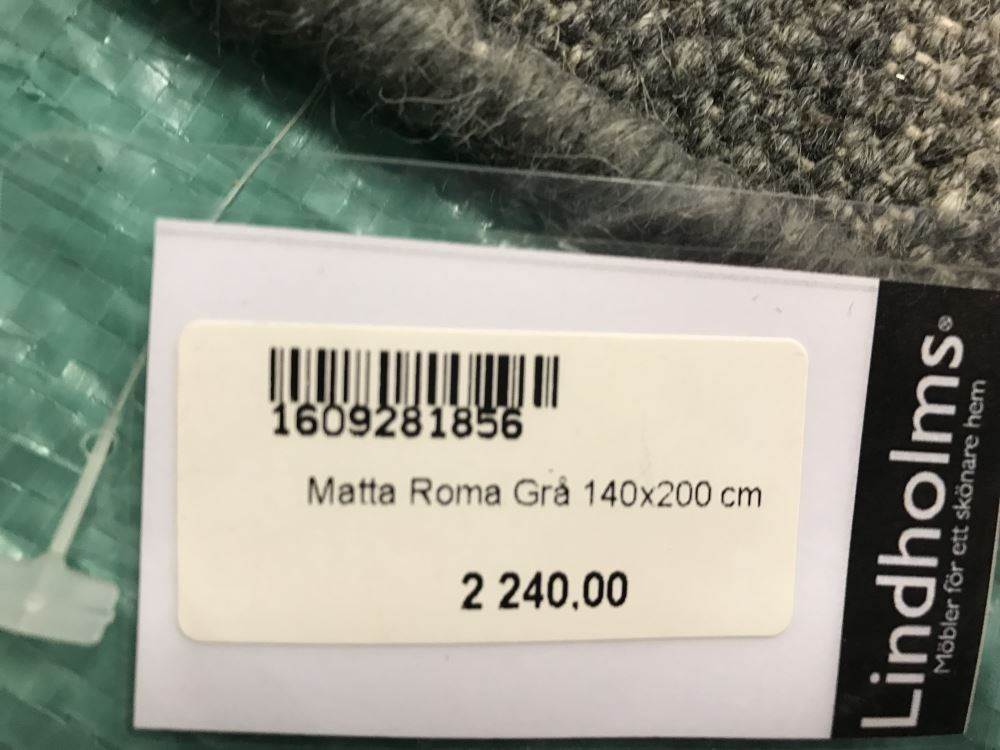 1609281856
Matta Roma Grå 140x200 cm
2 240,00
Lindholms®
Möbler för ett skönare hem